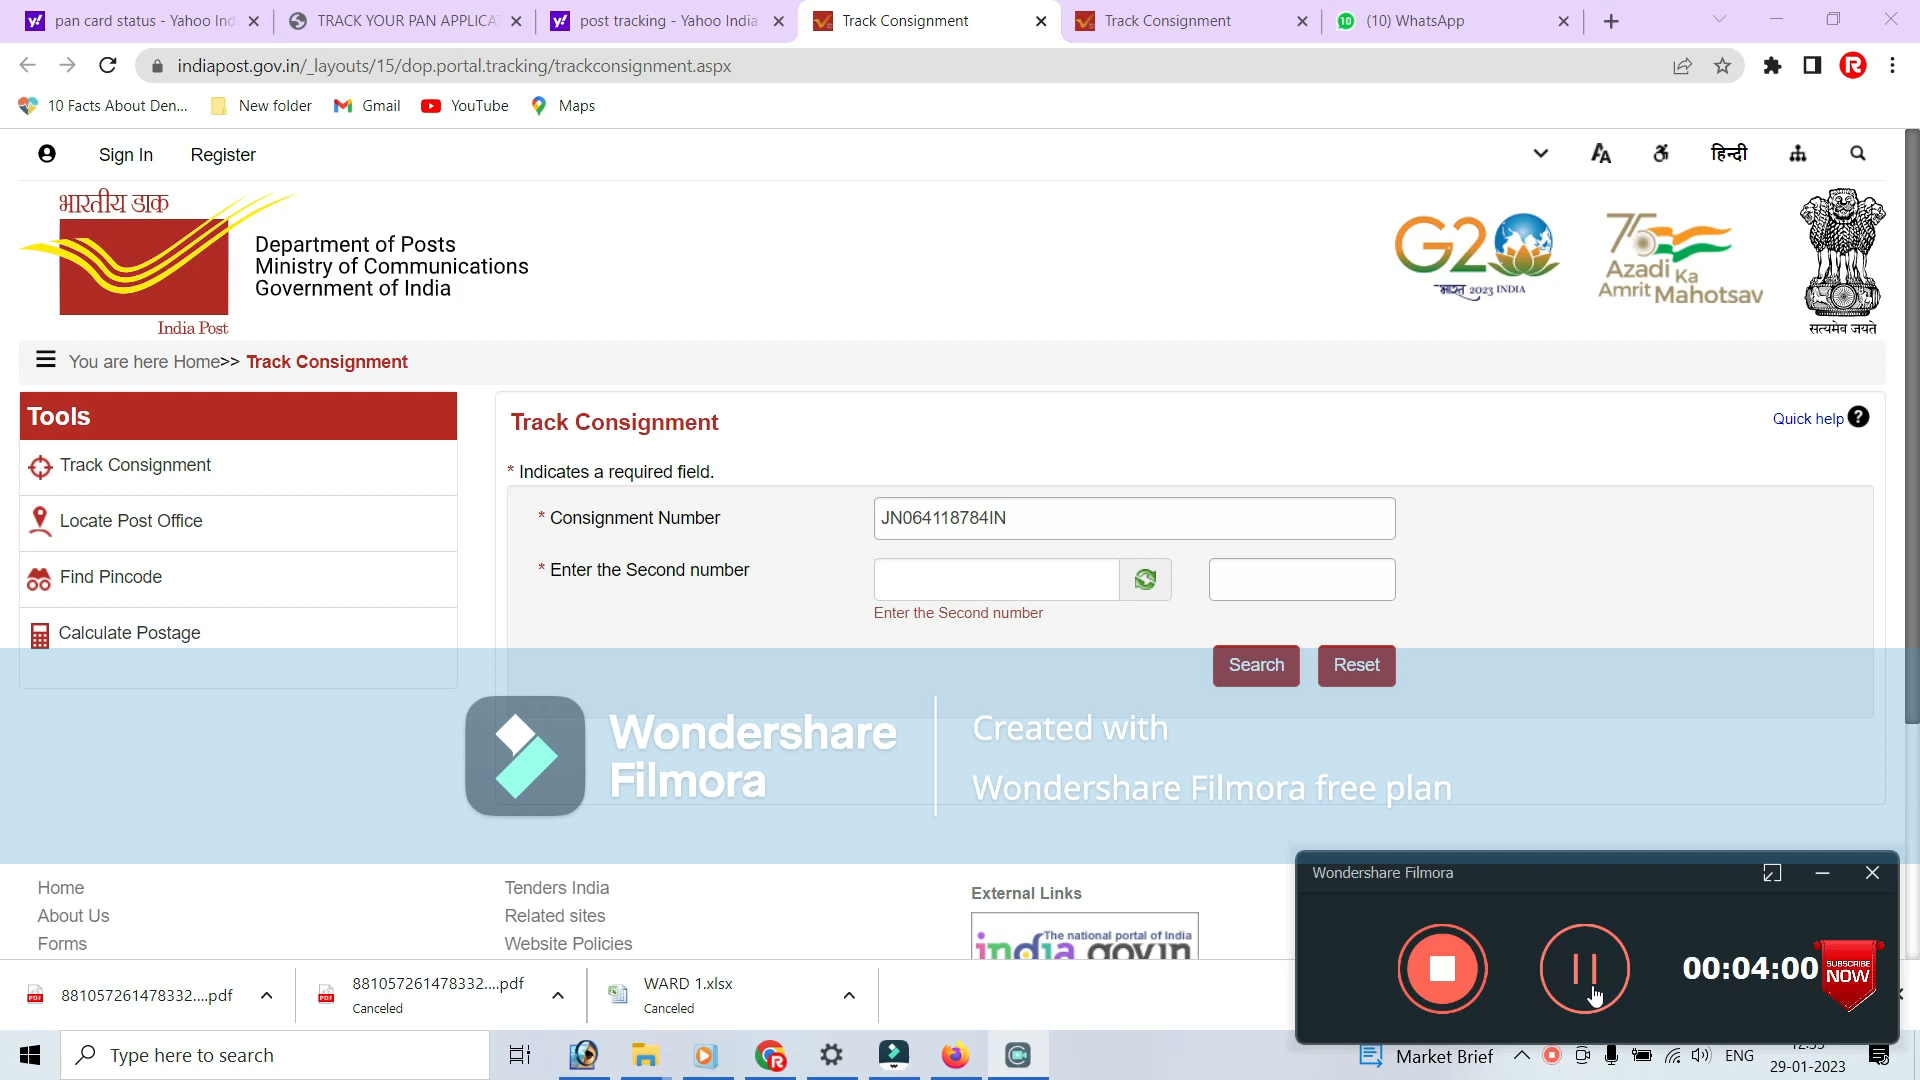 pan card status - Yahoo Ind
TRACK YOUR PAN APPLICA
post tracking - Yahoo India
Track Consignment
Track Consignment
(10) WhatsApp
indiapost.gov.in/_layouts/15/dop.portal.tracking/trackconsignment.aspx
10 Facts About Den...
New folder
Gmail
YouTube
Maps
Sign In
Register
हिन्दी
भारतीय डाक
India Post
Department of Posts
Ministry of Communications
Government of India
G20
भारत 2023 INDIA
75
Azadi Ka
Amrit Mahotsav
सत्यमेव जयते
You are here Home>> Track Consignment
Tools
Track Consignment
Locate Post Office
Find Pincode
Calculate Postage
Track Consignment
Quick help
* Indicates a required field.
* Consignment Number
JN064118784IN
* Enter the Second number
Enter the Second number
Search
Reset
Wondershare
Filmora
Created with
Wondershare Filmora free plan
Home
About Us
Forms
Tenders India
Related sites
Website Policies
External Links
The national portal of India
india.gov.in
Wondershare Filmora
00:04:00
SUBSCRIBE
NOW
881057261478332....pdf
881057261478332....pdf
Canceled
WARD 1.xlsx
Canceled
Type here to search
Market Brief
ENG
29-01-2023